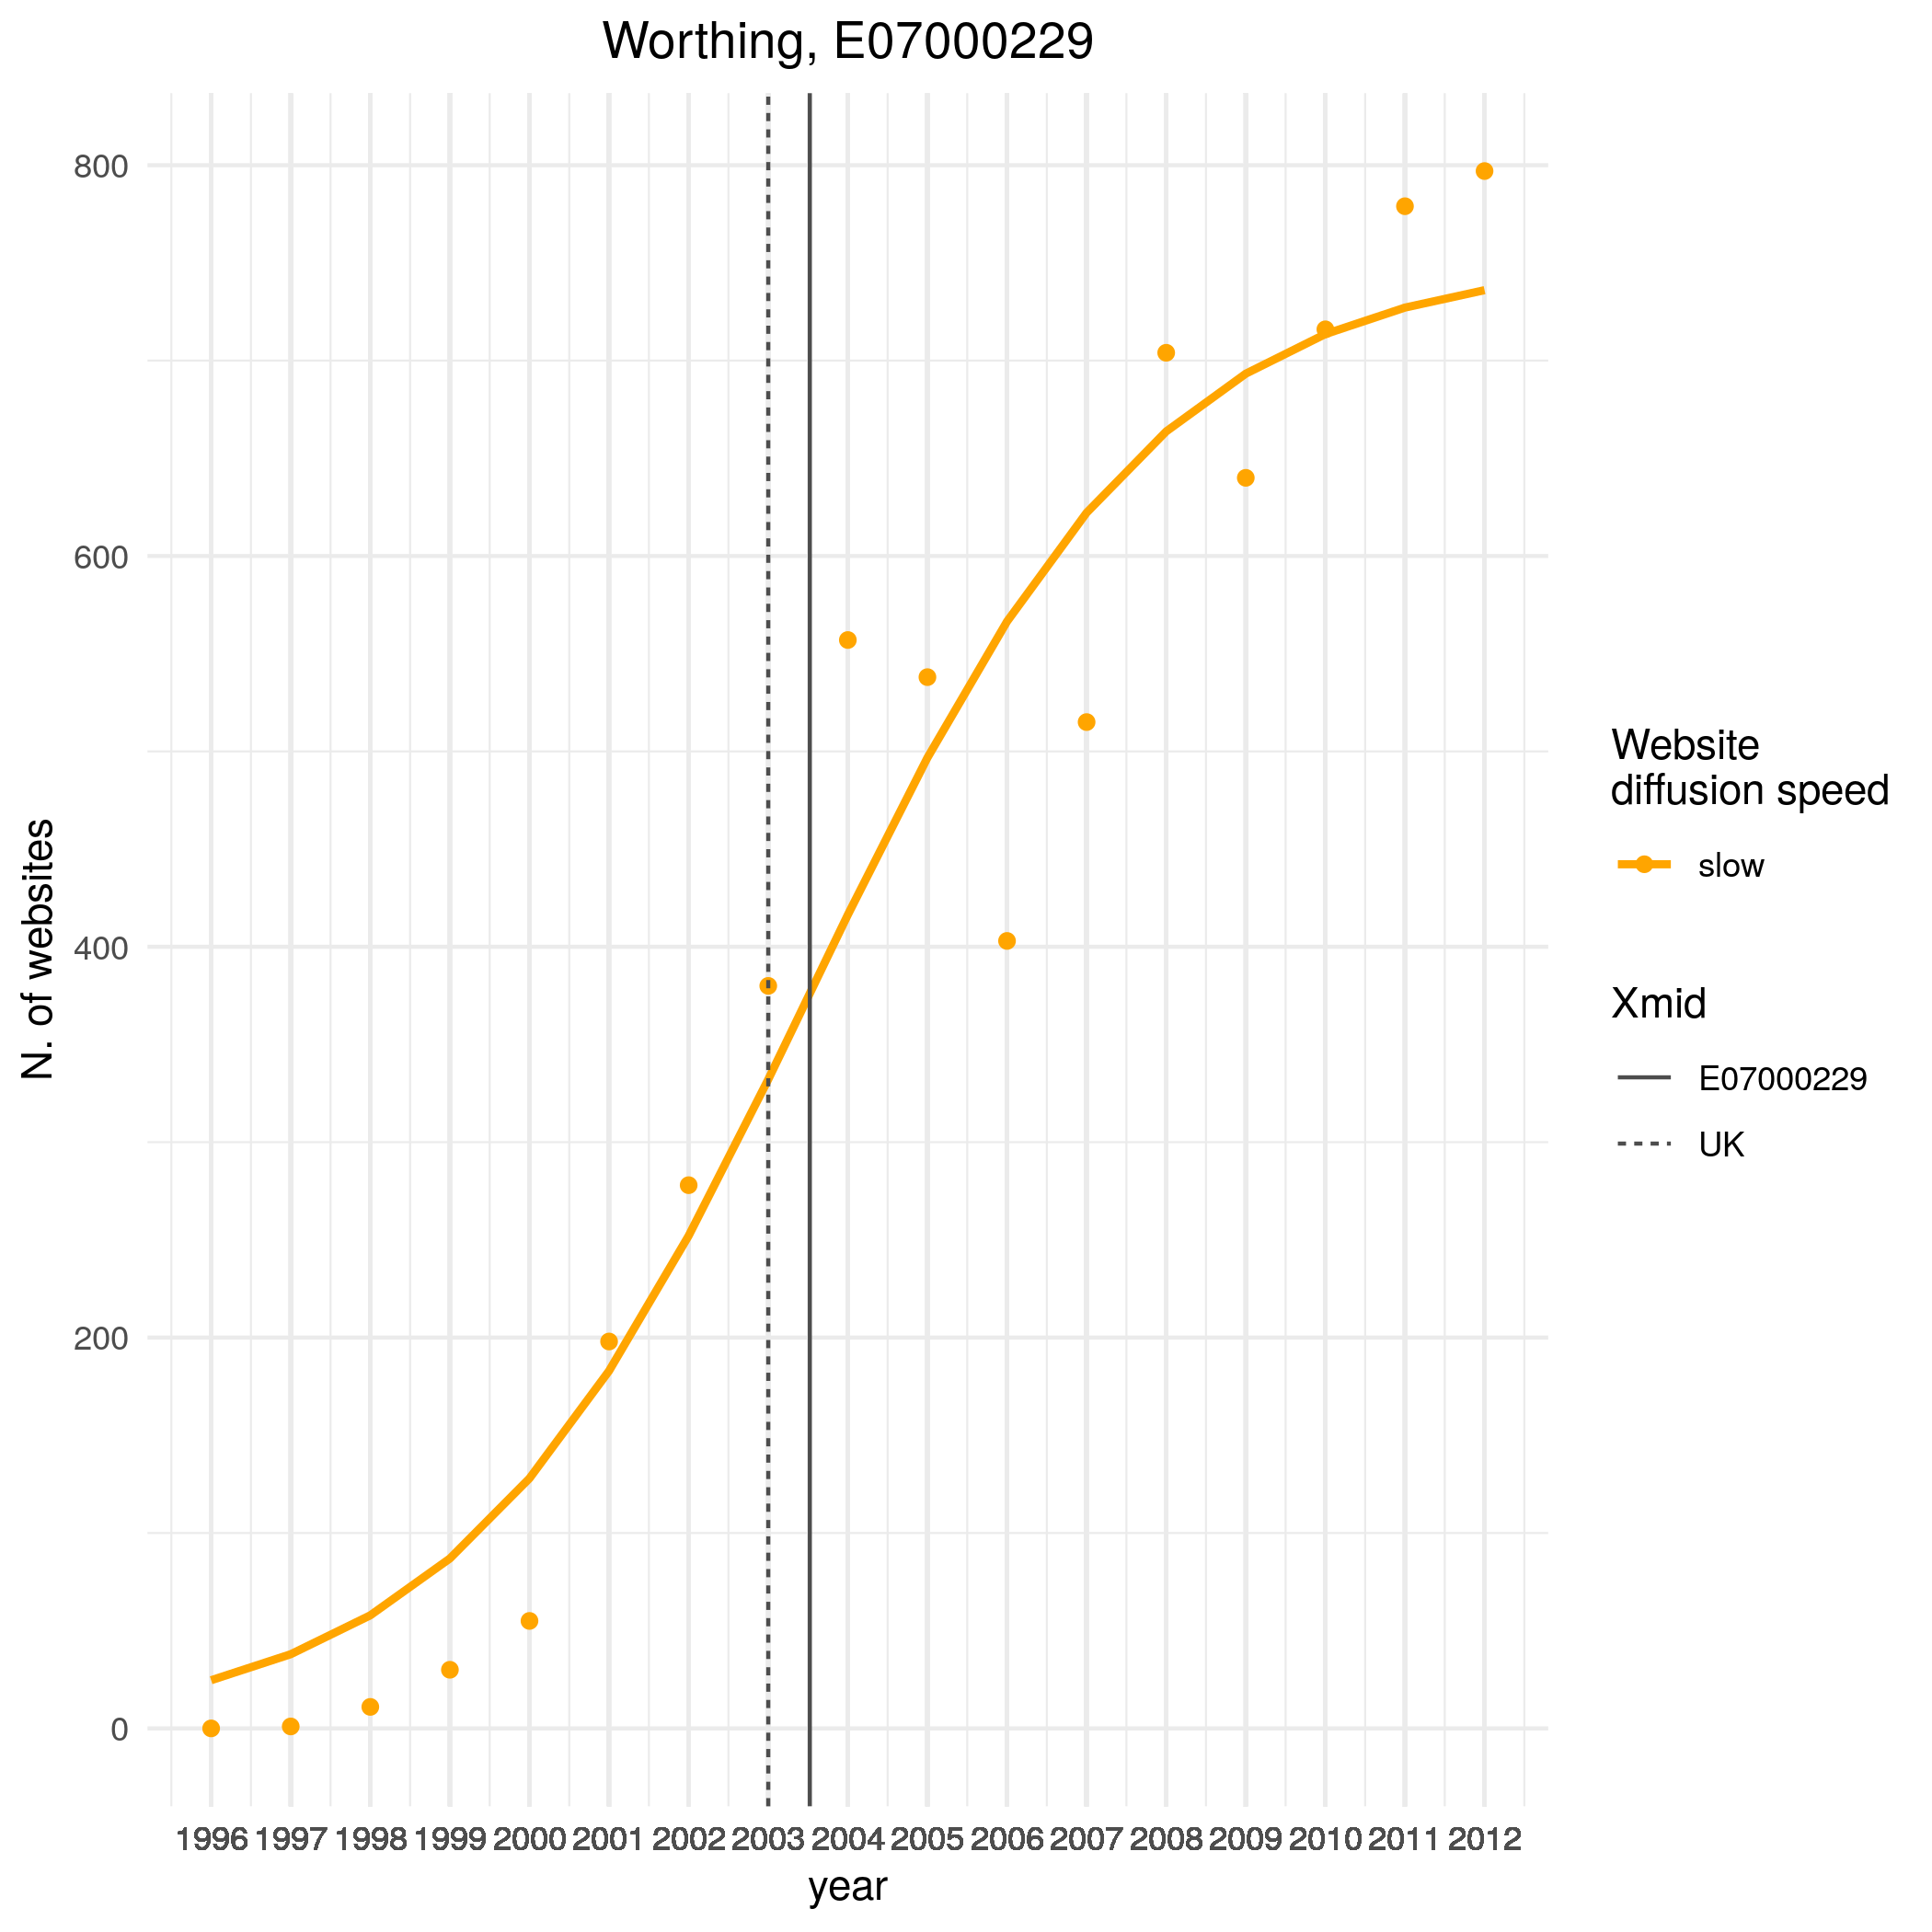 Worthing, E07000229
800
600
400
200
0
N. of websites
1996 1997 1998 1999 2000 2001 2002 2003 2004 2005 2006 2007 2008 2009 2010 2011 2012
year
Website
diffusion speed
slow
Xmid
E07000229
UK